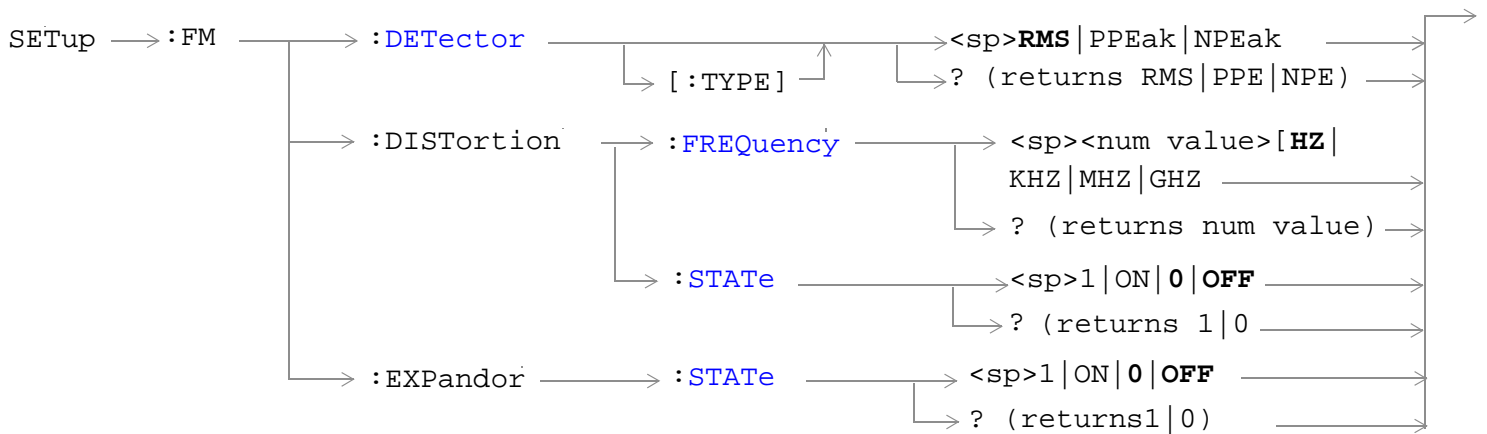 SETup :FM :DETector <sp>RMS|PPEak|NPEak
[:TYPE] ? (returns RMS|PPE|NPE)
:DISTortion :FREQuency <sp><num value>[HZ|
KHZ|MHZ|GHZ
? (returns num value)
:STATe <sp>1|ON|0|OFF
? (returns 1|0
:EXPandor :STATe <sp>1|ON|0|OFF
? (returns1|0)